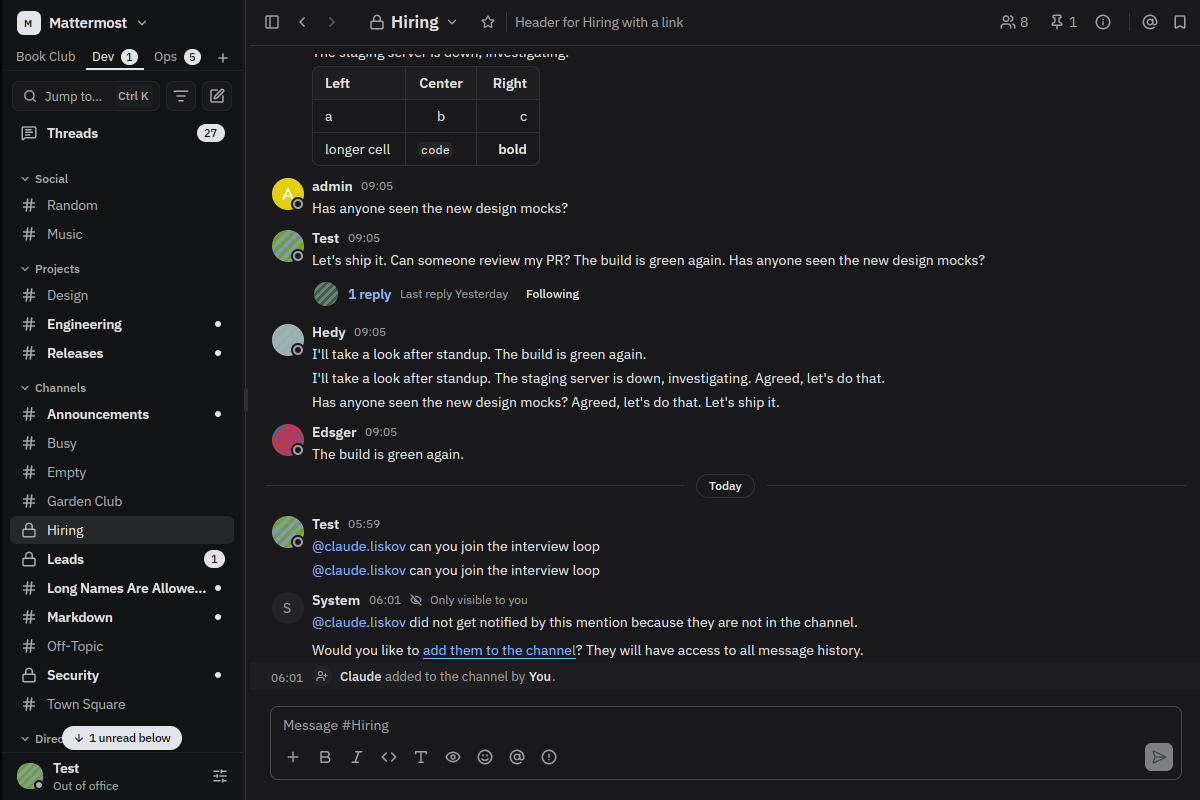 M Mattermost
Book Club Dev 1 Ops 5
Jump to... Ctrl K
Threads 27
Social
Random
Music
Projects
Design
Engineering
Releases
Channels
Announcements
Busy
Empty
Garden Club
Hiring
Leads 1
Long Names Are Allowe...
Markdown
Off-Topic
Security
Town Square
Direc
1 unread below
Test
Out of office
Hiring Header for Hiring with a link 8 1
The staging server is down, investigating.
Left Center Right
a b c
longer cell code bold
A admin 09:05
Has anyone seen the new design mocks?
Test 09:05
Let's ship it. Can someone review my PR? The build is green again. Has anyone seen the new design mocks?
1 reply Last reply Yesterday Following
Hedy 09:05
I'll take a look after standup. The build is green again.
I'll take a look after standup. The staging server is down, investigating. Agreed, let's do that.
Has anyone seen the new design mocks? Agreed, let's do that. Let's ship it.
Edsger 09:05
The build is green again.
Today
Test 05:59
@claude.liskov can you join the interview loop
@claude.liskov can you join the interview loop
S System 06:01 Only visible to you
@claude.liskov did not get notified by this mention because they are not in the channel.
Would you like to add them to the channel? They will have access to all message history.
06:01 Claude added to the channel by You.
Message #Hiring